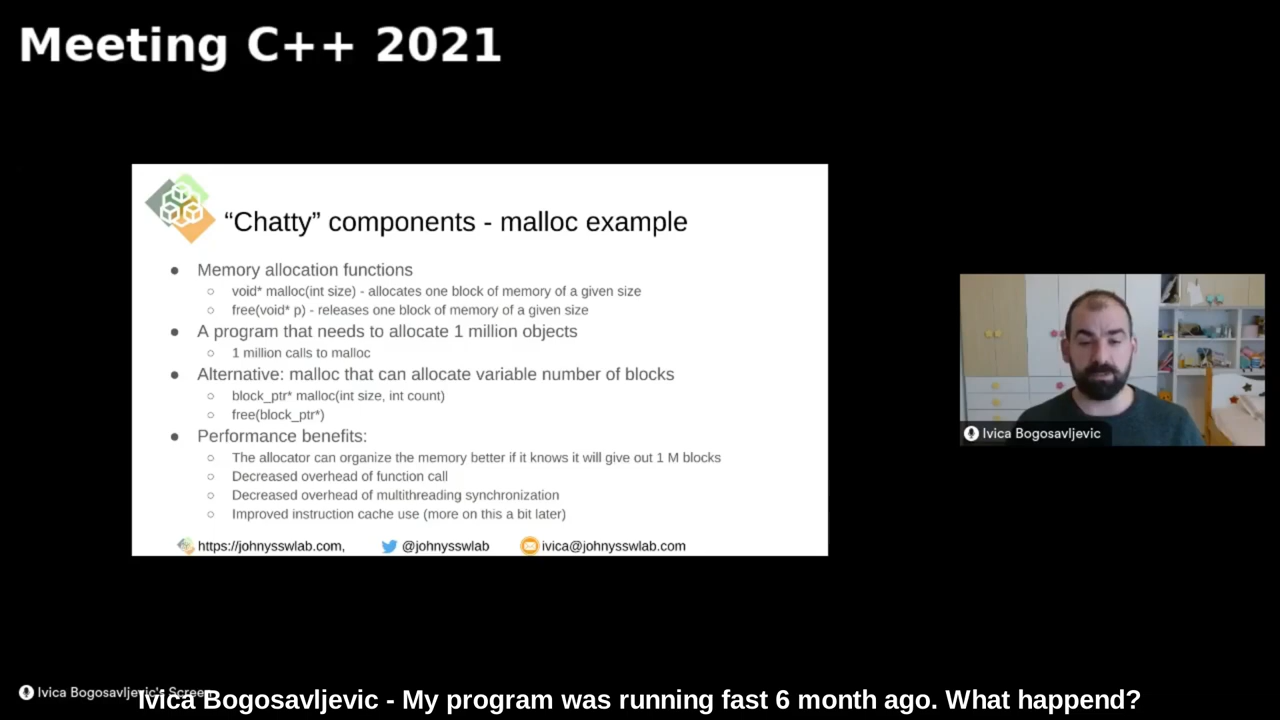 Meeting C++ 2021
“Chatty” components - malloc example
● Memory allocation functions
○ void* malloc(int size) - allocates one block of memory of a given size
○ free(void* p) - releases one block of memory of a given size
● A program that needs to allocate 1 million objects
○ 1 million calls to malloc
● Alternative: malloc that can allocate variable number of blocks
○ block_ptr* malloc(int size, int count)
○ free(block_ptr*)
● Performance benefits:
○ The allocator can organize the memory better if it knows it will give out 1 M blocks
○ Decreased overhead of function call
○ Decreased overhead of multithreading synchronization
○ Improved instruction cache use (more on this a bit later)
https://johnysswlab.com, @johnysswlab ivica@johnysswlab.com
Ivica Bogosavljevic
Ivica Bogosavljevic's Screen
Ivica Bogosavljevic - My program was running fast 6 month ago. What happend?